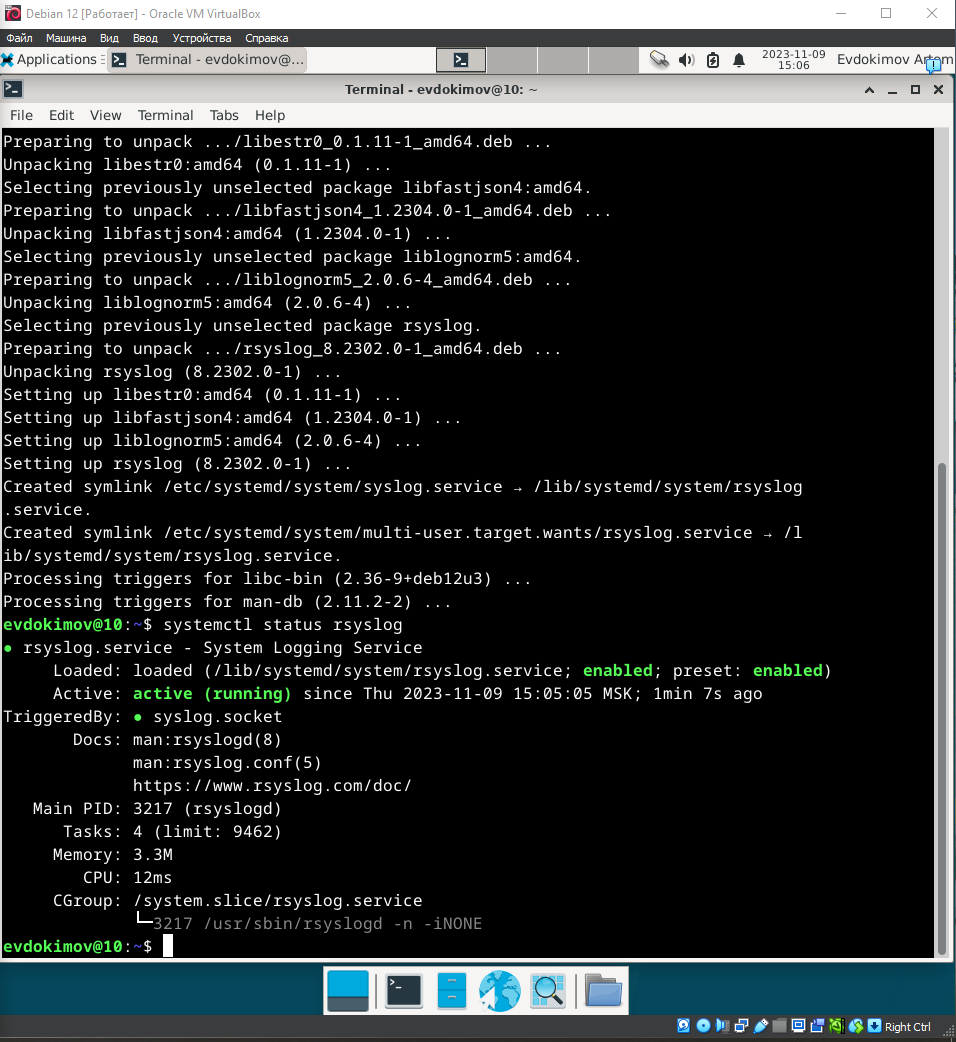 Debian 12 [Работает] - Oracle VM VirtualBox
Файл Машина Вид Ввод Устройства Справка
Applications Terminal - evdokimov@... 2023-11-09 15:06 Evdokimov Artem
Terminal - evdokimov@10: ~
File Edit View Terminal Tabs Help
Preparing to unpack .../libestr0_0.1.11-1_amd64.deb ...
Unpacking libestr0:amd64 (0.1.11-1) ...
Selecting previously unselected package libfastjson4:amd64.
Preparing to unpack .../libfastjson4_1.2304.0-1_amd64.deb ...
Unpacking libfastjson4:amd64 (1.2304.0-1) ...
Selecting previously unselected package liblognorm5:amd64.
Preparing to unpack .../liblognorm5_2.0.6-4_amd64.deb ...
Unpacking liblognorm5:amd64 (2.0.6-4) ...
Selecting previously unselected package rsyslog.
Preparing to unpack .../rsyslog_8.2302.0-1_amd64.deb ...
Unpacking rsyslog (8.2302.0-1) ...
Setting up libestr0:amd64 (0.1.11-1) ...
Setting up libfastjson4:amd64 (1.2304.0-1) ...
Setting up liblognorm5:amd64 (2.0.6-4) ...
Setting up rsyslog (8.2302.0-1) ...
Created symlink /etc/systemd/system/syslog.service → /lib/systemd/system/rsyslog
.service.
Created symlink /etc/systemd/system/multi-user.target.wants/rsyslog.service → /l
ib/systemd/system/rsyslog.service.
Processing triggers for libc-bin (2.36-9+deb12u3) ...
Processing triggers for man-db (2.11.2-2) ...
evdokimov@10:~$ systemctl status rsyslog
● rsyslog.service - System Logging Service
Loaded: loaded (/lib/systemd/system/rsyslog.service; enabled; preset: enabled)
Active: active (running) since Thu 2023-11-09 15:05:05 MSK; 1min 7s ago
TriggeredBy: ● syslog.socket
Docs: man:rsyslogd(8)
man:rsyslog.conf(5)
https://www.rsyslog.com/doc/
Main PID: 3217 (rsyslogd)
Tasks: 4 (limit: 9462)
Memory: 3.3M
CPU: 12ms
CGroup: /system.slice/rsyslog.service
└─3217 /usr/sbin/rsyslogd -n -iNONE
evdokimov@10:~$
Right Ctrl